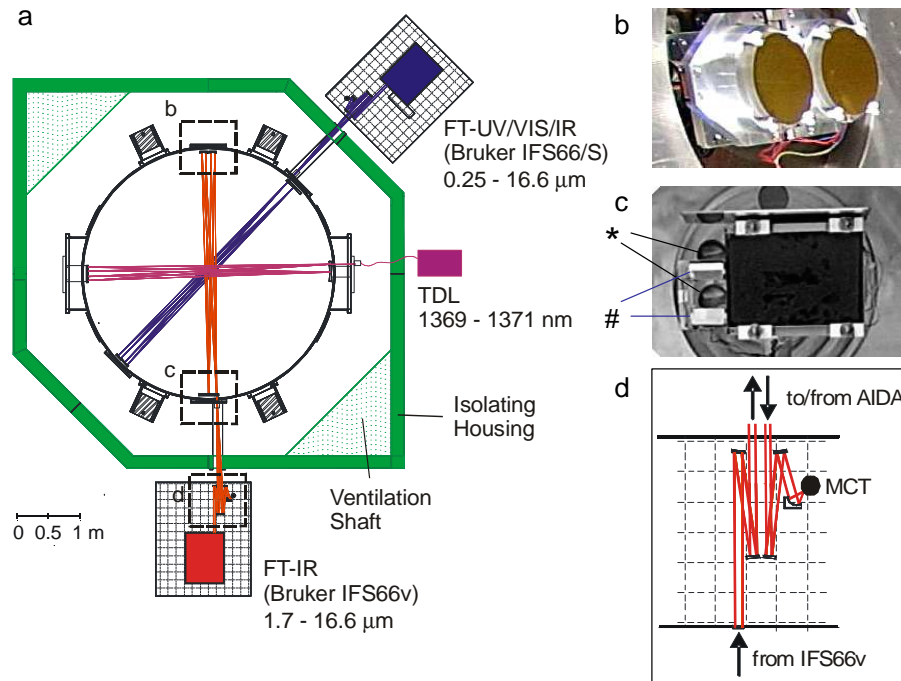 a
b
FT-UV/VIS/IR
(Bruker IFS66/S)
0.25 - 16.6 μm
TDL
1369 - 1371 nm
c
Isolating
Housing
Ventilation
Shaft
d
0 0.5 1 m
FT-IR
(Bruker IFS66v)
1.7 - 16.6 μm
b
c
*
#
d
to/from AIDA
MCT
from IFS66v